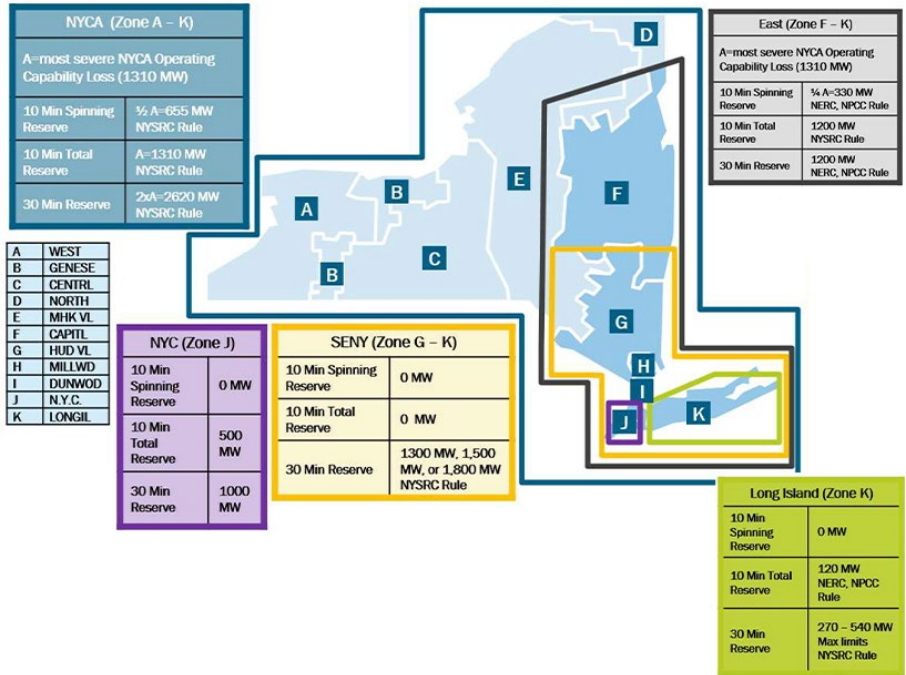 NYCA (Zone A – K)
A=most severe NYCA Operating
Capability Loss (1310 MW)
10 Min Spinning
Reserve
½ A=655 MW
NYSRC Rule
10 Min Total
Reserve
A=1310 MW
NYSRC Rule
30 Min Reserve
2xA=2620 MW
NYSRC Rule
East (Zone F – K)
A=most severe NYCA Operating
Capability Loss (1310 MW)
10 Min Spinning
Reserve
¼ A=330 MW
NERC, NPCC Rule
10 Min Total
Reserve
1200 MW
NYSRC Rule
30 Min Reserve
1200 MW
NERC, NPCC Rule
D
E
F
A
B
B
C
G
H
I
J
K
A WEST
B GENESE
C CENTRL
D NORTH
E MHK VL
F CAPITL
G HUD VL
H MILLWD
I DUNWOD
J N.Y.C.
K LONGIL
NYC (Zone J)
10 Min
Spinning
Reserve
0 MW
10 Min
Total
Reserve
500
MW
30 Min
Reserve
1000
MW
SENY (Zone G – K)
10 Min Spinning
Reserve
0 MW
10 Min Total
Reserve
0 MW
30 Min Reserve
1300 MW, 1,500
MW, or 1,800 MW
NYSRC Rule
Long Island (Zone K)
10 Min
Spinning
Reserve
0 MW
10 Min Total
Reserve
120 MW
NERC, NPCC
Rule
30 Min
Reserve
270 – 540 MW
Max limits
NYSRC Rule